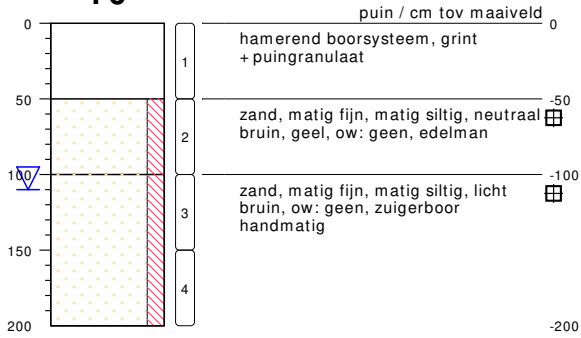 puin / cm tov maaiveld
0
0
hamerend boorsysteem, grint
+ puingranulaat
1
50
-50
zand, matig fijn, matig siltig, neutraal
bruin, geel, ow: geen, edelman
2
100
-100
zand, matig fijn, matig siltig, licht
bruin, ow: geen, zuigerboor
handmatig
3
150
4
200
-200